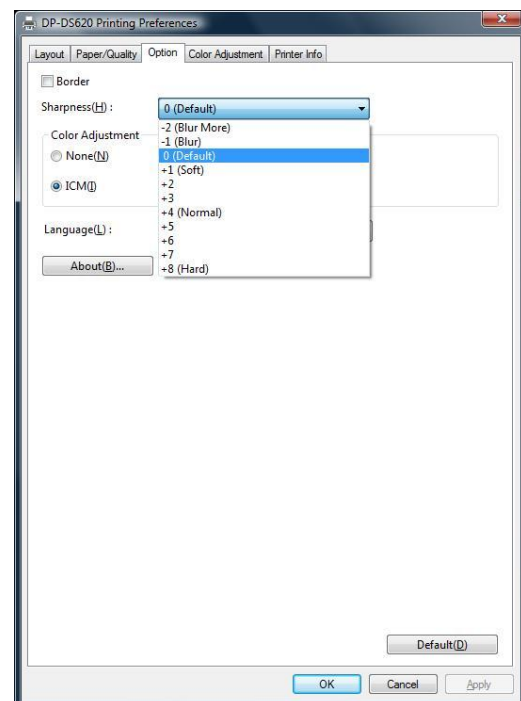 DP-DS620 Printing Preferences
Layout Paper/Quality Option Color Adjustment Printer Info
Border
Sharpness(H) : 0 (Default)
-2 (Blur More)
-1 (Blur)
0 (Default)
+1 (Soft)
+2
+3
+4 (Normal)
+5
+6
+7
+8 (Hard)
Color Adjustment
None(N)
ICM(I)
Language(L) :
About(B)...
Default(D)
OK Cancel Apply